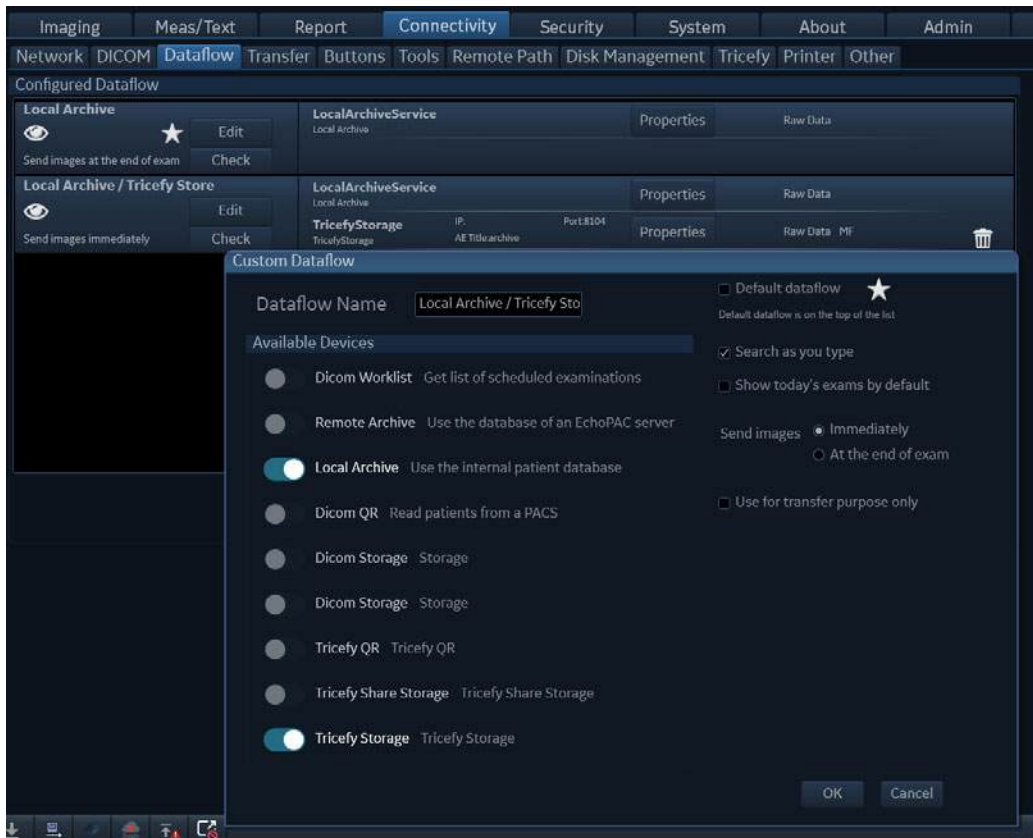 Imaging Meas/Text Report Connectivity Security System About Admin
Network DICOM Dataflow Transfer Buttons Tools Remote Path Disk Management Tricefy Printer Other
Configured Dataflow
Local Archive
Edit
Send images at the end of exam
Check
LocalArchiveService
Local Archive
Properties
Raw Data
Local Archive / Tricefy Store
Edit
Send images immediately
Check
LocalArchiveService
Local Archive
Properties
Raw Data
TricefyStorage
TricefyStorage
IP:
AE Title:archive
Port:8104
Properties
Raw Data MF
Custom Dataflow
Dataflow Name
Local Archive / Tricefy Sto
Default dataflow
Default dataflow is on the top of the list
Available Devices
Search as you type
Dicom Worklist Get list of scheduled examinations
Show today's exams by default
Remote Archive Use the database of an EchoPAC server
Send images
Immediately
At the end of exam
Local Archive Use the internal patient database
Use for transfer purpose only
Dicom QR Read patients from a PACS
Dicom Storage Storage
Dicom Storage Storage
Tricefy QR Tricefy QR
Tricefy Share Storage Tricefy Share Storage
Tricefy Storage Tricefy Storage
OK Cancel